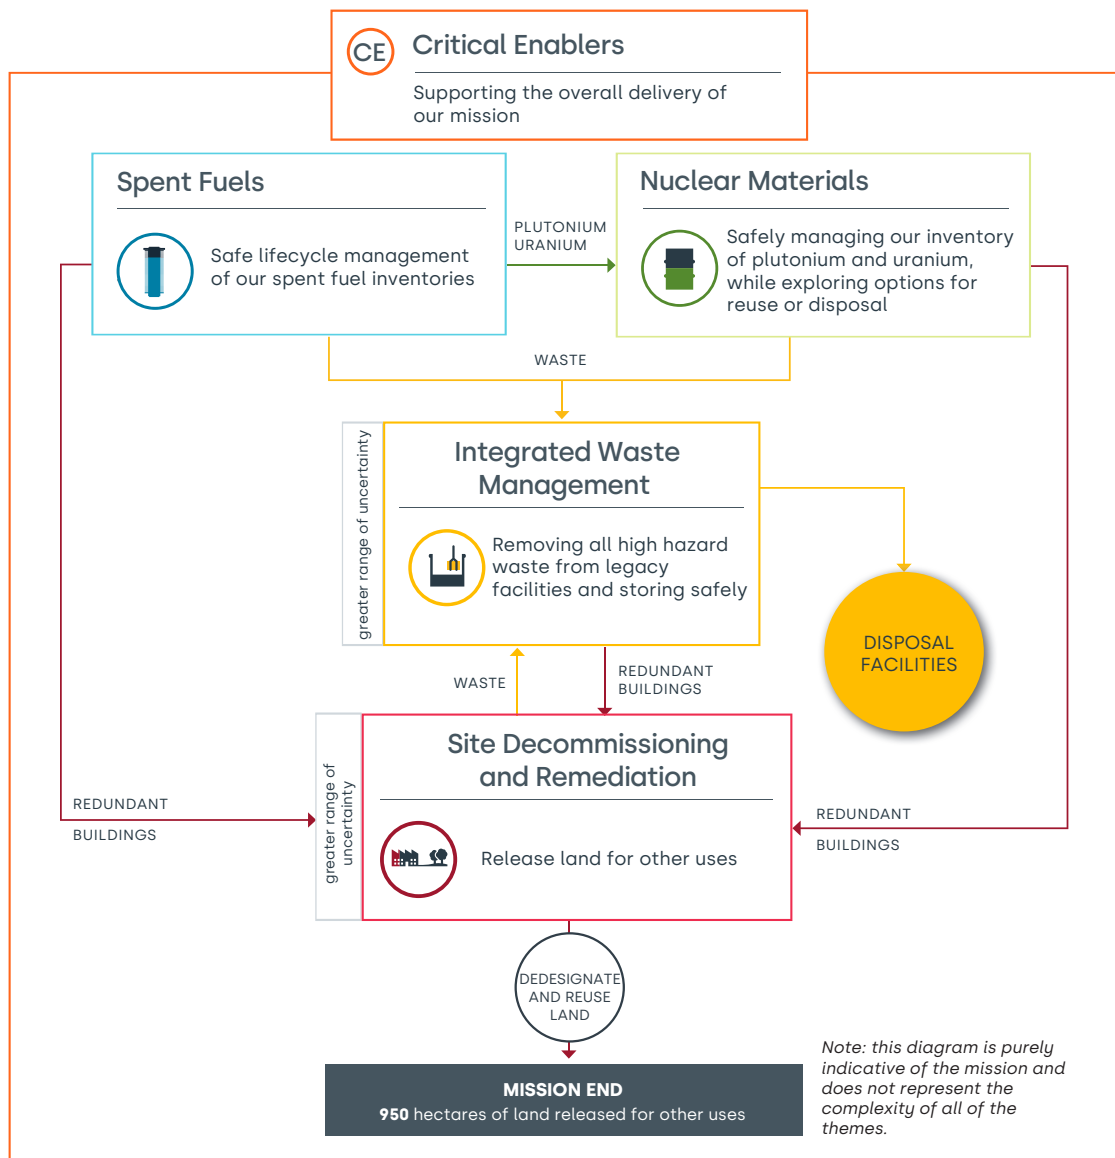 CE
Critical Enablers
Supporting the overall delivery of
our mission
Spent Fuels
Safe lifecycle management
of our spent fuel inventories
PLUTONIUM
URANIUM
Nuclear Materials
Safely managing our inventory
of plutonium and uranium,
while exploring options for
reuse or disposal
WASTE
greater range of uncertainty
Integrated Waste
Management
Removing all high hazard
waste from legacy
facilities and storing safely
DISPOSAL
FACILITIES
WASTE
REDUNDANT
BUILDINGS
greater range of
uncertainty
Site Decommissioning
and Remediation
Release land for other uses
REDUNDANT
BUILDINGS
REDUNDANT
BUILDINGS
DEDESIGNATE
AND REUSE
LAND
MISSION END
950 hectares of land released for other uses
Note: this diagram is purely
indicative of the mission and
does not represent the
complexity of all of the
themes.